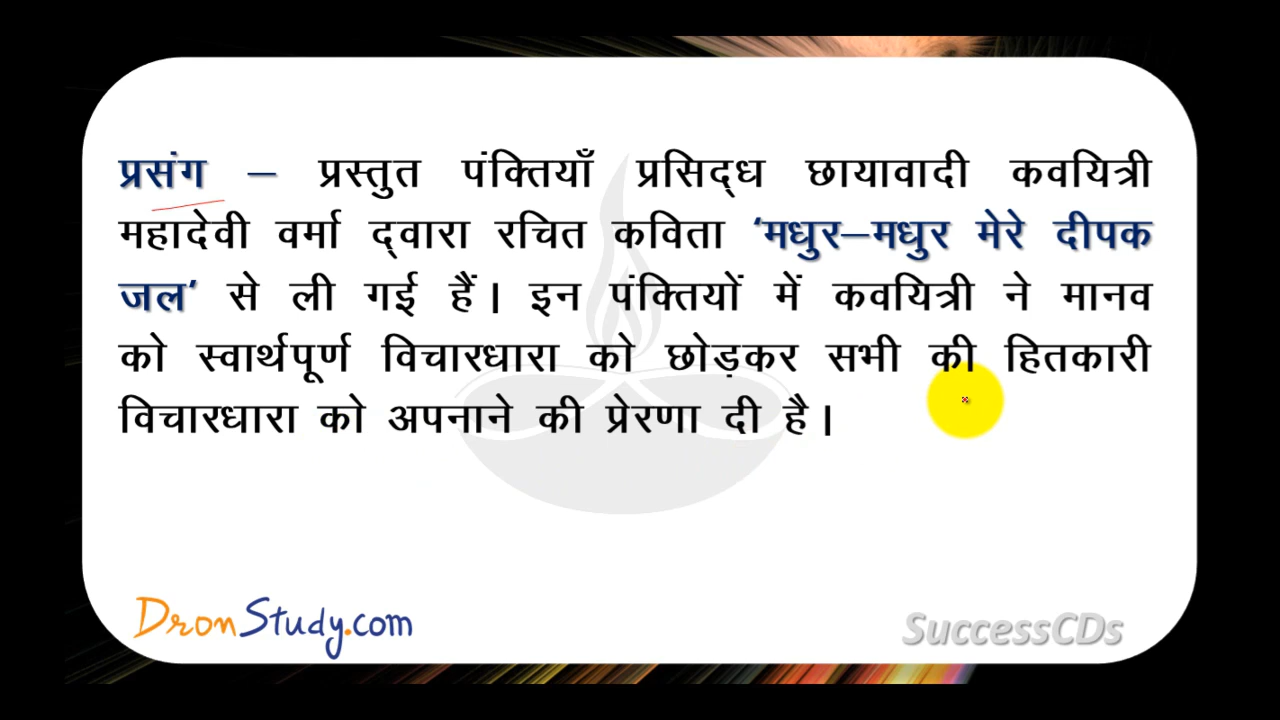 प्रसंग – प्रस्तुत पंक्तियाँ प्रसिद्ध छायावादी कवयित्री
महादेवी वर्मा द्वारा रचित कविता ‘मधुर–मधुर मेरे दीपक
जल‘ से ली गई हैं। इन पंक्तियों में कवयित्री ने मानव
को स्वार्थपूर्ण विचारधारा को छोड़कर सभी की हितकारी
विचारधारा को अपनाने की प्रेरणा दी है।
DronStudy.com
SuccessCDs